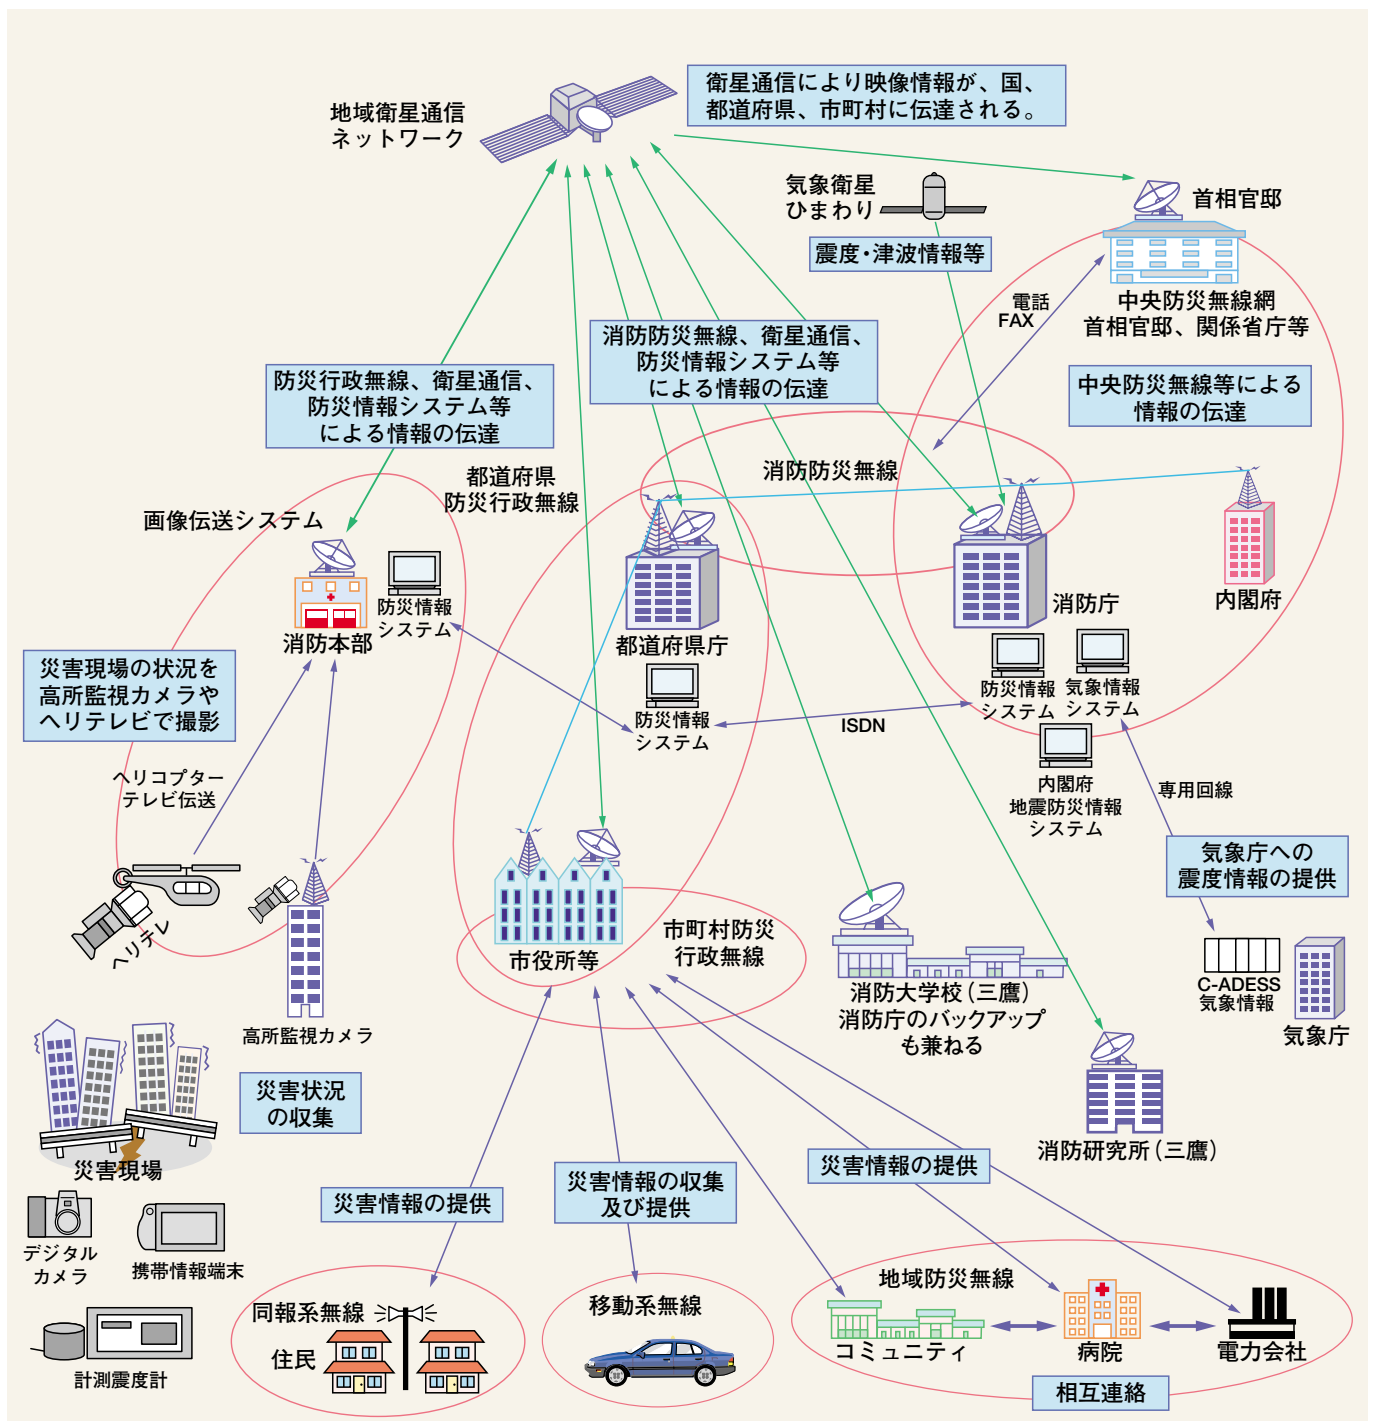 衛星通信により映像情報が、国、
都道府県、市町村に伝達される。
地域衛星通信
ネットワーク
気象衛星
ひまわり
首相官邸
震度・津波情報等
電話
FAX
中央防災無線網
首相官邸、関係省庁等
消防防災無線、衛星通信、
防災情報システム等
による情報の伝達
防災行政無線、衛星通信、
防災情報システム等
による情報の伝達
中央防災無線等による
情報の伝達
都道府県
防災行政無線
消防防災無線
画像伝送システム
防災情報
システム
消防本部
都道府県庁
消防庁
内閣府
災害現場の状況を
高所監視カメラや
ヘリテレビで撮影
防災情報
システム
ISDN
防災情報
システム
気象情報
システム
内閣府
地震防災情報
システム
専用回線
ヘリコプター
テレビ伝送
気象庁への
震度情報の提供
ヘリテレ
市役所等
市町村防災
行政無線
消防大学校（三鷹）
消防庁のバックアップ
も兼ねる
C-ADESS
気象情報
気象庁
高所監視カメラ
災害状況
の収集
災害現場
消防研究所（三鷹）
災害情報の提供
災害情報の収集
及び提供
災害情報の提供
デジタル
カメラ
携帯情報端末
計測震度計
同報系無線
住民
移動系無線
地域防災無線
コミュニティ
病院
電力会社
相互連絡